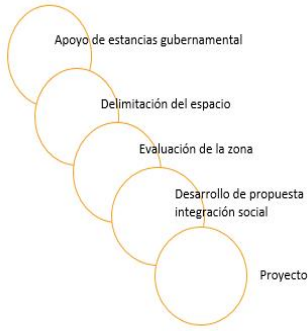 Apoyo de estancias gubernamental
Delimitación del espacio
Evaluación de la zona
Desarrollo de propuesta
integración social
Proyecto